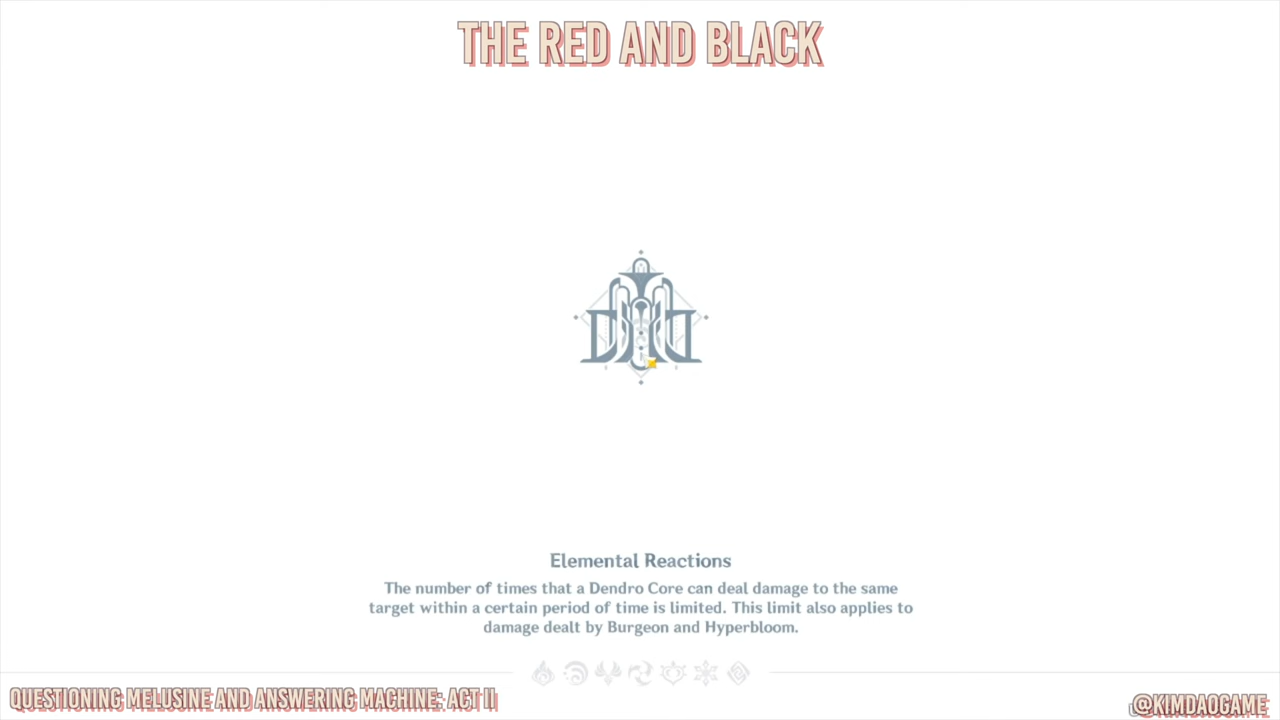 THE RED AND BLACK
Elemental Reactions
The number of times that a Dendro Core can deal damage to the same
target within a certain period of time is limited. This limit also applies to
damage dealt by Burgeon and Hyperbloom.
QUESTIONING MELUSINE AND ANSWERING MACHINE: ACT II
@KIMDAOGAME